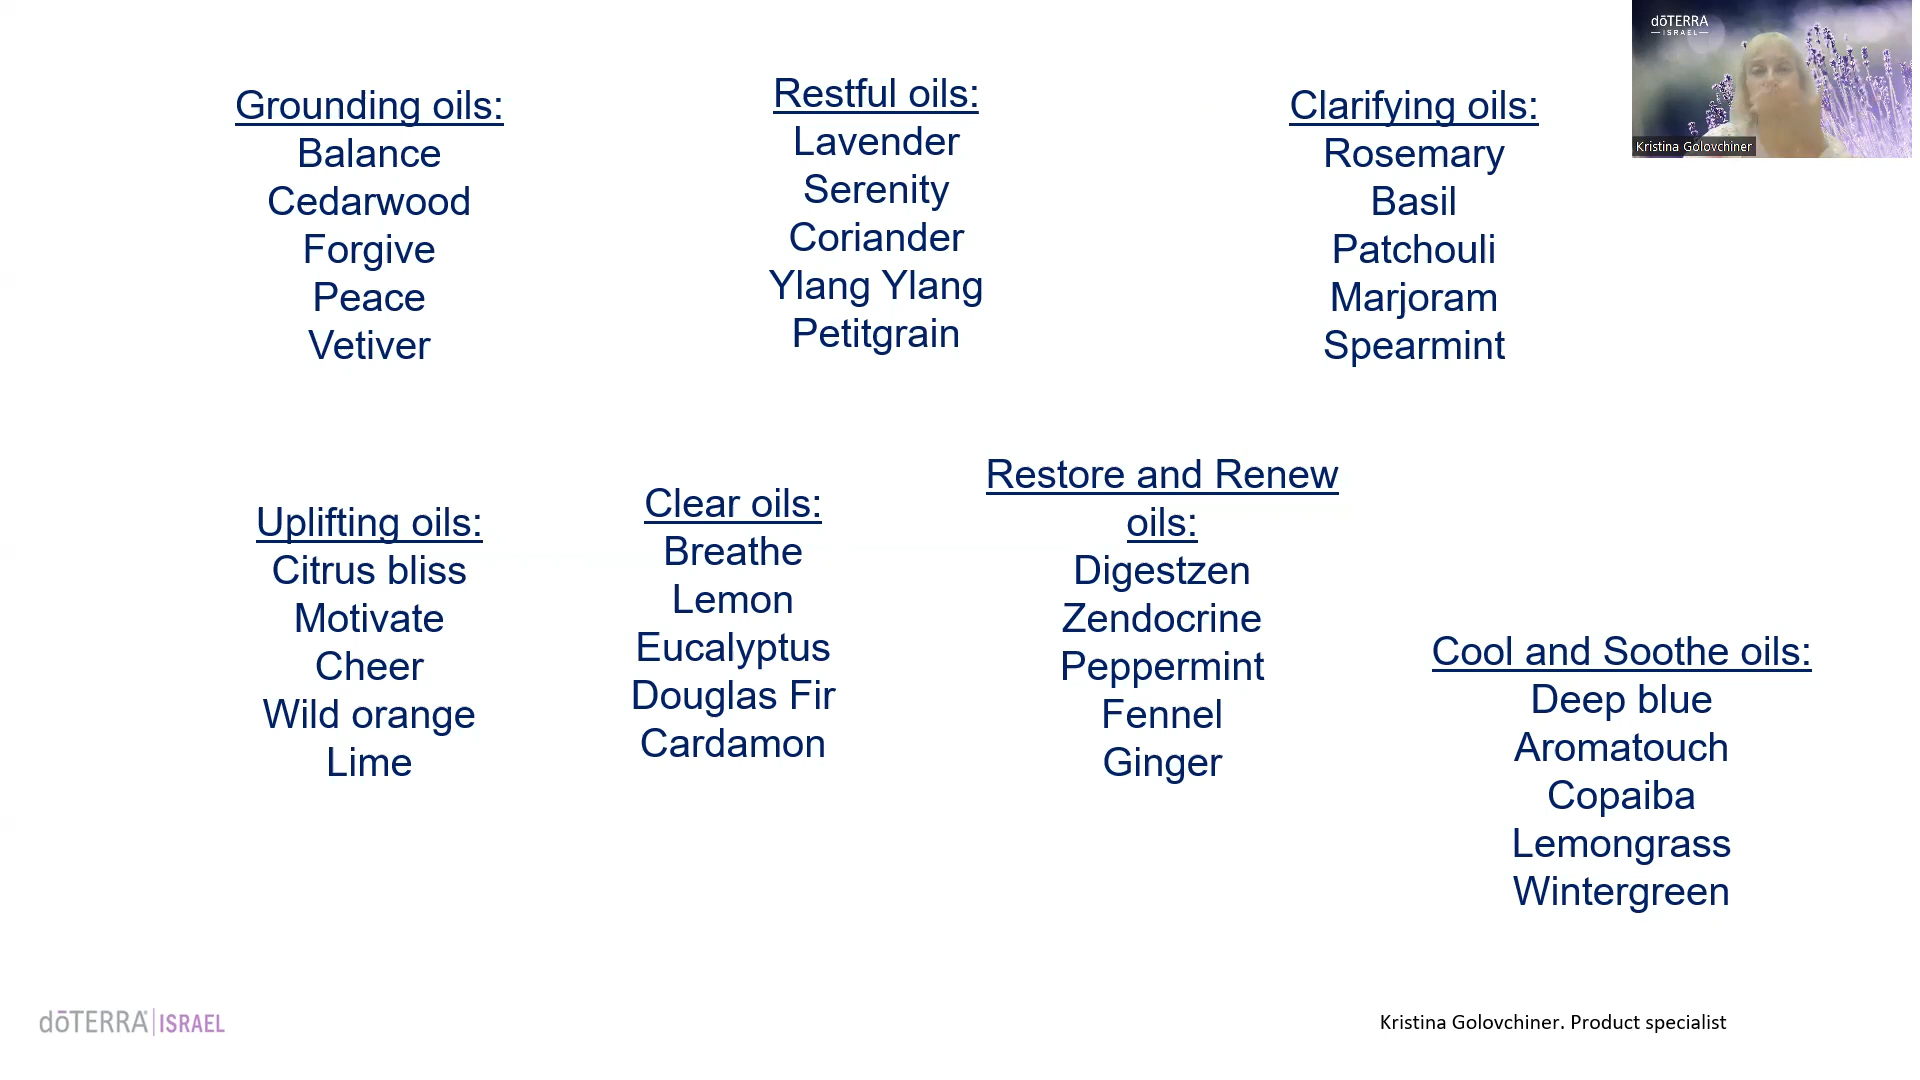 Grounding oils:
Balance
Cedarwood
Forgive
Peace
Vetiver
Restful oils:
Lavender
Serenity
Coriander
Ylang Ylang
Petitgrain
Clarifying oils:
Rosemary
Basil
Patchouli
Marjoram
Spearmint
dōTERRA
ISRAEL
Kristina Golovchiner
Uplifting oils:
Citrus bliss
Motivate
Cheer
Wild orange
Lime
Clear oils:
Breathe
Lemon
Eucalyptus
Douglas Fir
Cardamon
Restore and Renew
oils:
Digestzen
Zendocrine
Peppermint
Fennel
Ginger
Cool and Soothe oils:
Deep blue
Aromatouch
Copaiba
Lemongrass
Wintergreen
dōTERRA ISRAEL
Kristina Golovchiner. Product specialist